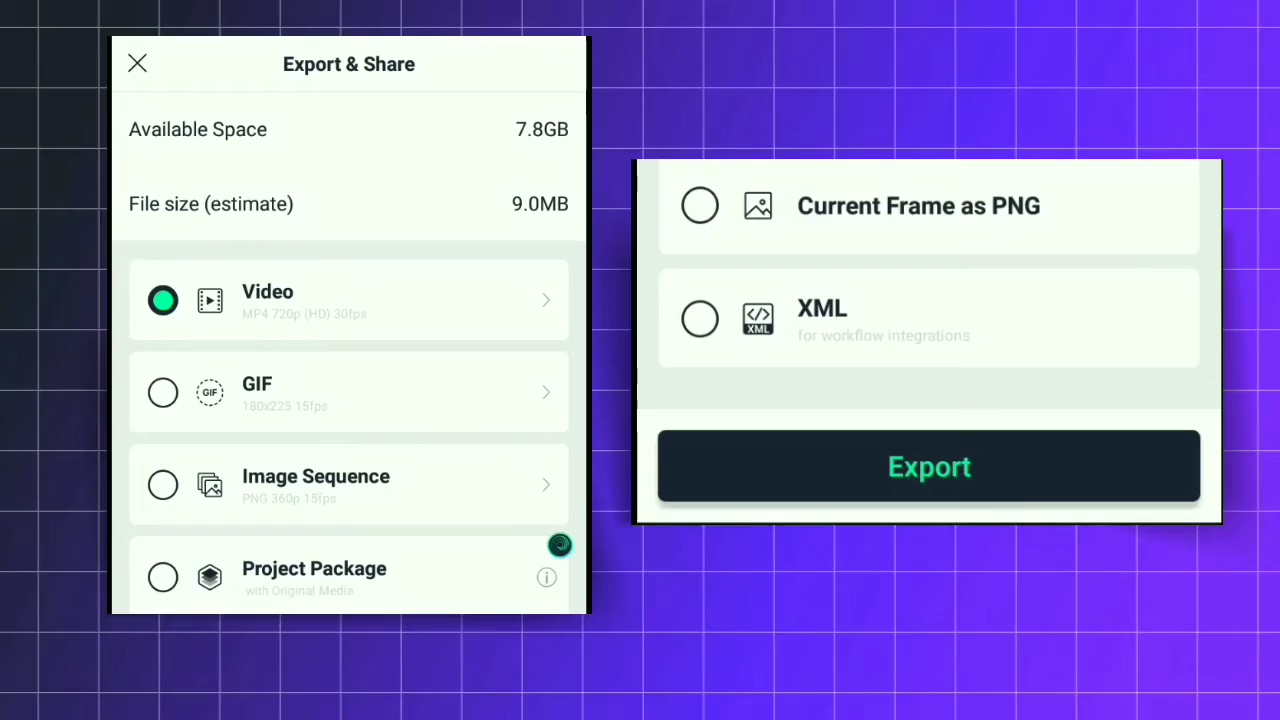 Export & Share
Available Space 7.8GB
File size (estimate) 9.0MB
Video
MP4 720p (HD) 30fps
GIF
GIF
180x225 15fps
Image Sequence
PNG 360p 15fps
Project Package
with Original Media
Current Frame as PNG
XML
XML
for workflow integrations
Export